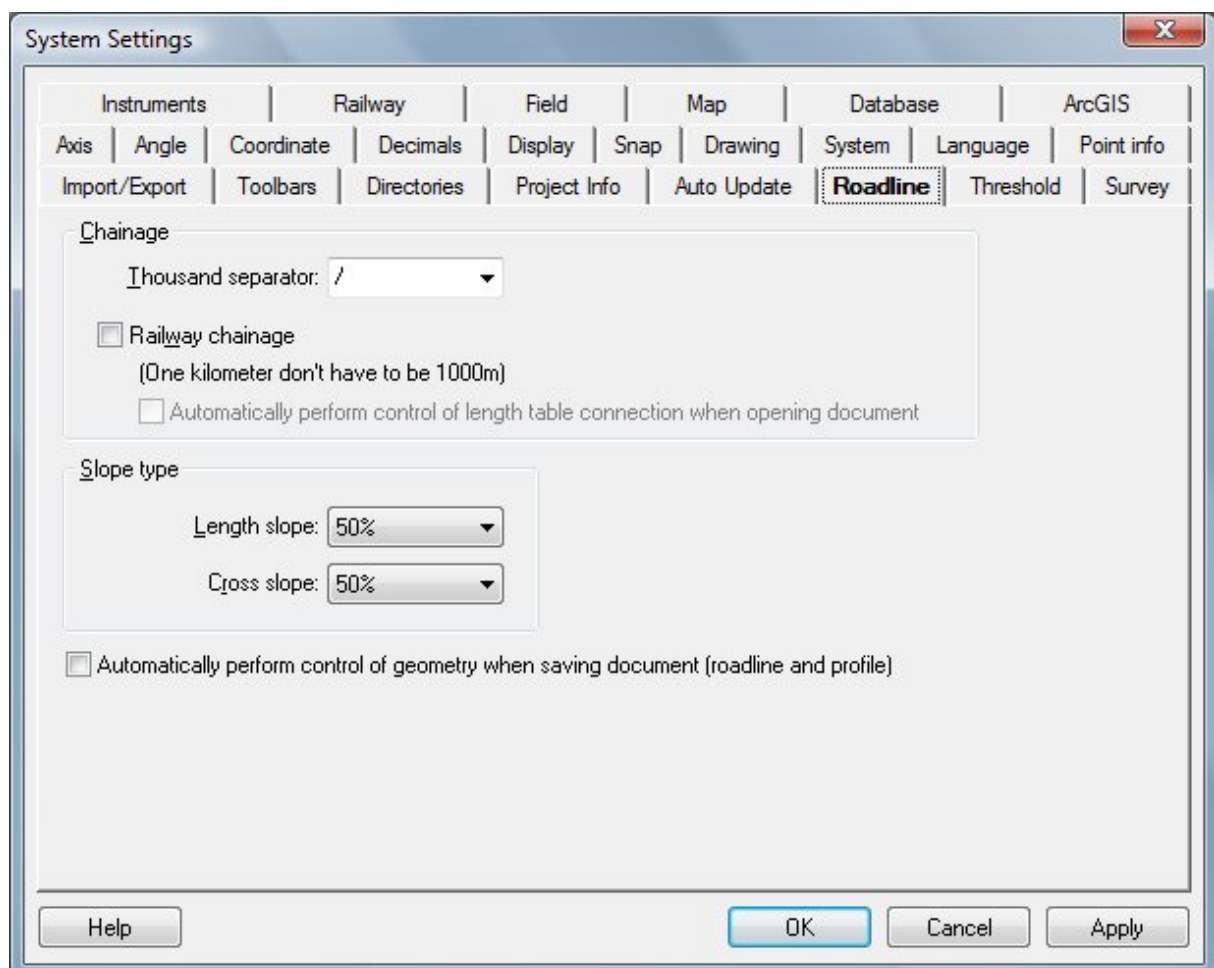 System Settings
Instruments Railway Field Map Database ArcGIS
Axis Angle Coordinate Decimals Display Snap Drawing System Language Point info
Import/Export Toolbars Directories Project Info Auto Update Roadline Threshold Survey
Chainage
Thousand separator: /
Railway chainage
(One kilometer don't have to be 1000m)
Automatically perform control of length table connection when opening document
Slope type
Length slope: 50%
Cross slope: 50%
Automatically perform control of geometry when saving document (roadline and profile)
Help OK Cancel Apply